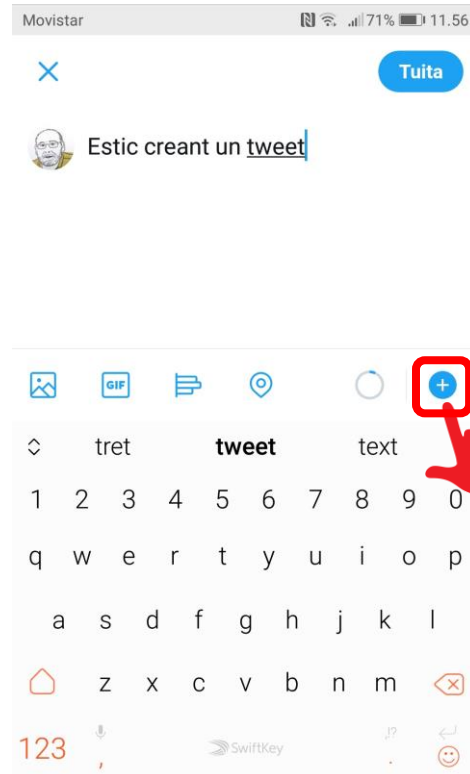 Movistar 71% 11.56
Tuita
Estic creant un tweet
GIF
tret tweet text
1 2 3 4 5 6 7 8 9 0
q w e r t y u i o p
a s d f g h j k l
z x c v b n m
123 , SwiftKey .!? .